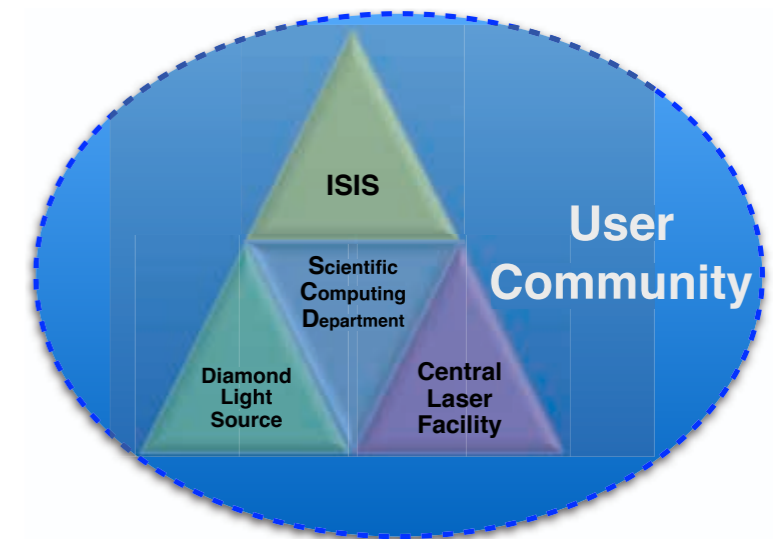 ISIS
User
Community
Scientific
Computing
Department
Diamond
Light
Source
Central
Laser
Facility